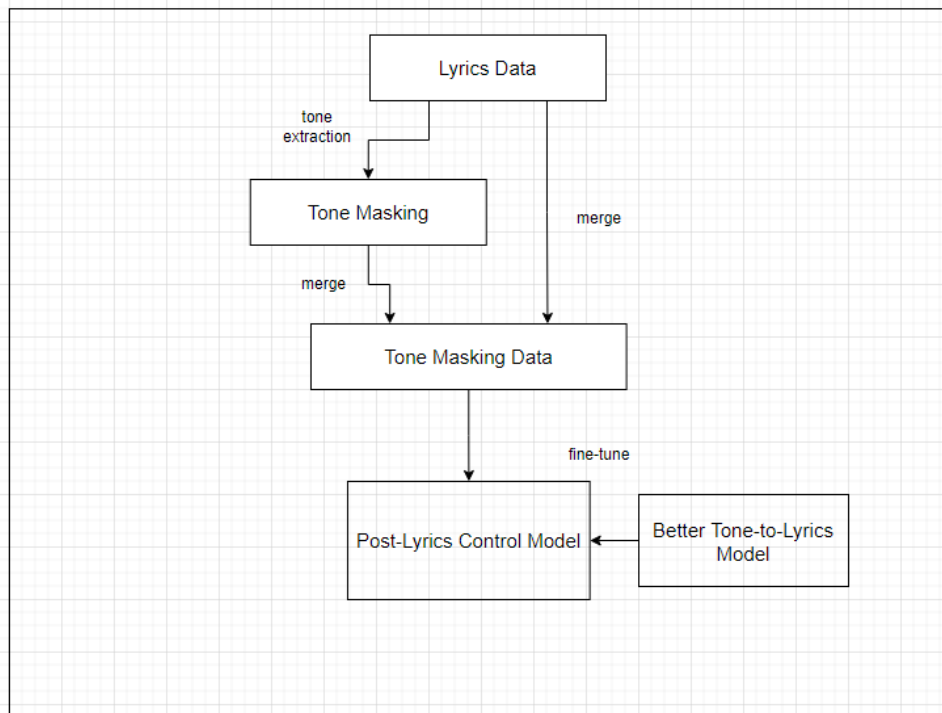 Lyrics Data
tone
extraction
Tone Masking
merge
merge
Tone Masking Data
fine-tune
Post-Lyrics Control Model
Better Tone-to-Lyrics
Model